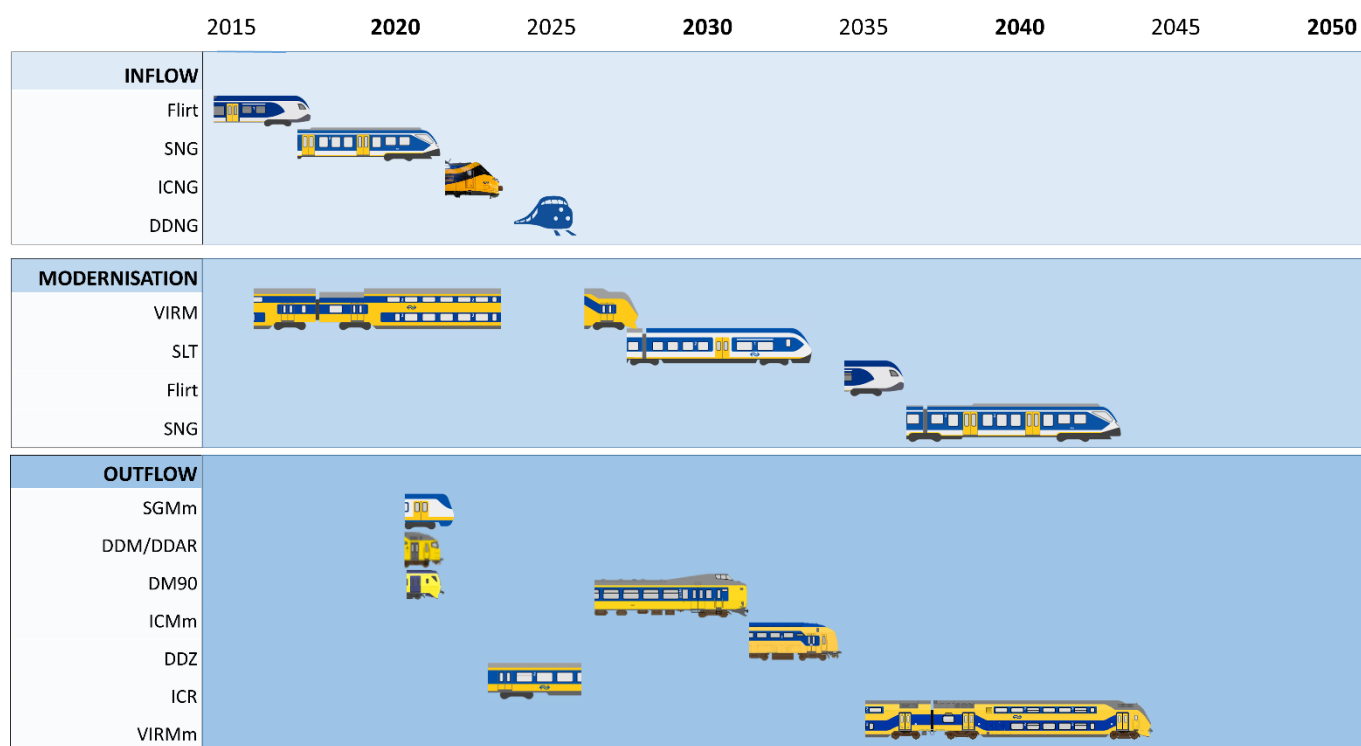 2015 2020 2025 2030 2035 2040 2045 2050
INFLOW
Flirt
SNG
ICNG
DDNG
MODERNISATION
VIRM
SLT
Flirt
SNG
OUTFLOW
SGMm
DDM/DDAR
DM90
ICMm
DDZ
ICR
VIRMm